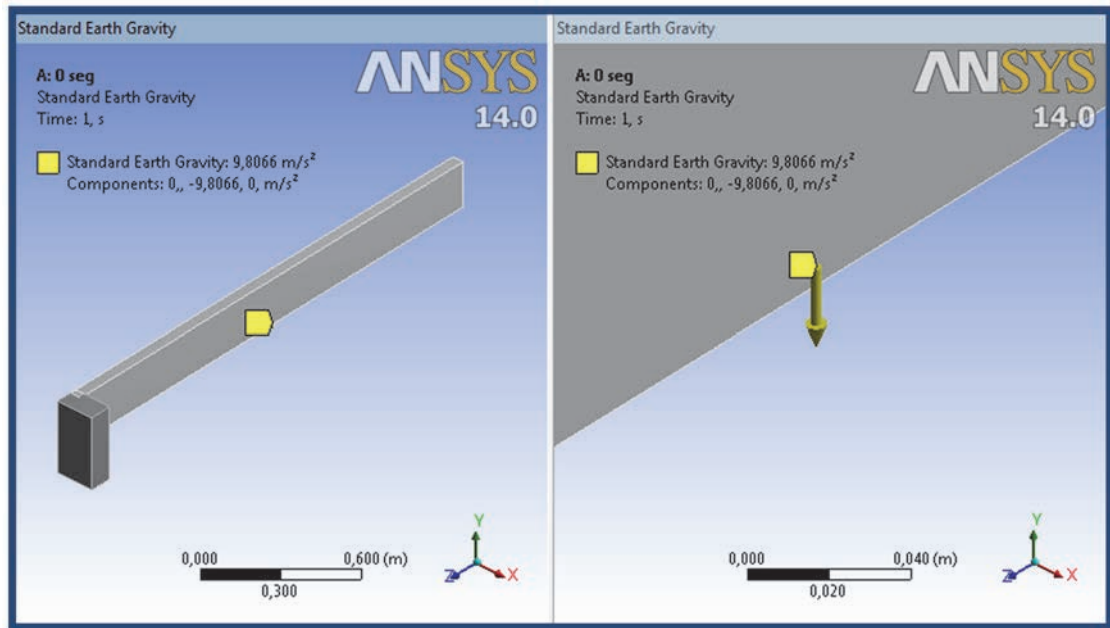 Standard Earth Gravity
A: 0 seg
Standard Earth Gravity
Time: 1, s
Standard Earth Gravity: 9,8066 m/s²
Components: 0,, -9,8066, 0, m/s²
ANSYS
14.0
0,000 0,600 (m)
0,300
Y
Z X
Standard Earth Gravity
A: 0 seg
Standard Earth Gravity
Time: 1, s
Standard Earth Gravity: 9,8066 m/s²
Components: 0,, -9,8066, 0, m/s²
ANSYS
14.0
0,000 0,040 (m)
0,020
Y
Z X